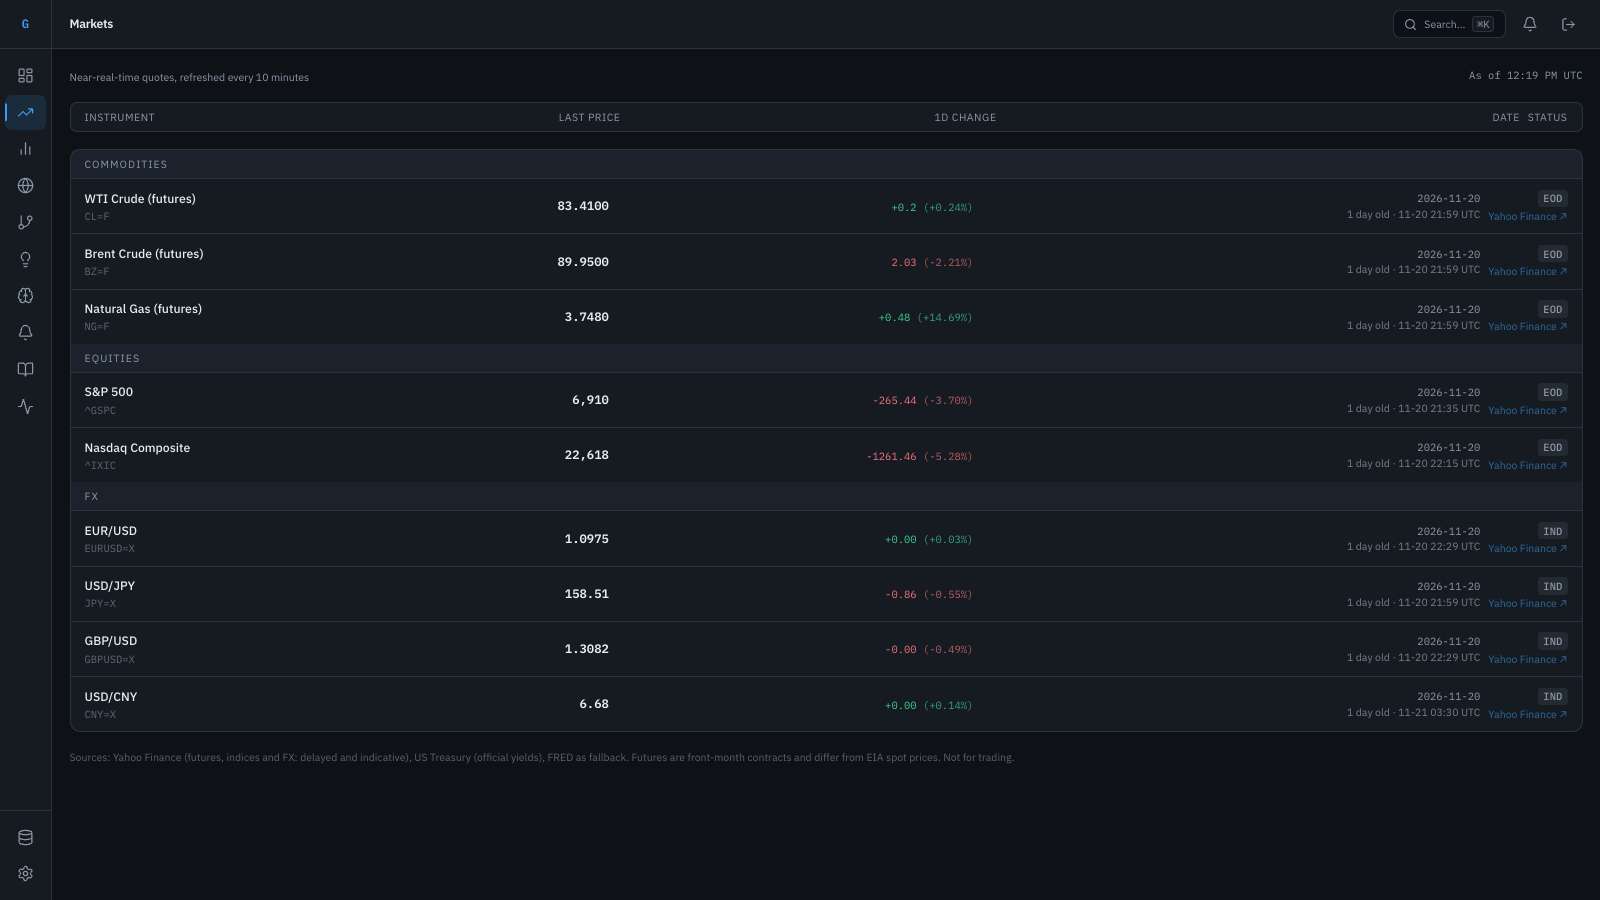 G
Markets
Search... ⌘K
Near-real-time quotes, refreshed every 10 minutes
As of 12:19 PM UTC
INSTRUMENT LAST PRICE 1D CHANGE DATE STATUS
COMMODITIES
WTI Crude (futures) 83.4100 +0.2 (+0.24%) 2026-11-20 EOD
CL=F 1 day old · 11-20 21:59 UTC Yahoo Finance ↗
Brent Crude (futures) 89.9500 2.03 (-2.21%) 2026-11-20 EOD
BZ=F 1 day old · 11-20 21:59 UTC Yahoo Finance ↗
Natural Gas (futures) 3.7480 +0.48 (+14.69%) 2026-11-20 EOD
NG=F 1 day old · 11-20 21:59 UTC Yahoo Finance ↗
EQUITIES
S&P 500 6,910 -265.44 (-3.70%) 2026-11-20 EOD
^GSPC 1 day old · 11-20 21:35 UTC Yahoo Finance ↗
Nasdaq Composite 22,618 -1261.46 (-5.28%) 2026-11-20 EOD
^IXIC 1 day old · 11-20 22:15 UTC Yahoo Finance ↗
FX
EUR/USD 1.0975 +0.00 (+0.03%) 2026-11-20 IND
EURUSD=X 1 day old · 11-20 22:29 UTC Yahoo Finance ↗
USD/JPY 158.51 -0.86 (-0.55%) 2026-11-20 IND
JPY=X 1 day old · 11-20 21:59 UTC Yahoo Finance ↗
GBP/USD 1.3082 -0.00 (-0.49%) 2026-11-20 IND
GBPUSD=X 1 day old · 11-20 22:29 UTC Yahoo Finance ↗
USD/CNY 6.68 +0.00 (+0.14%) 2026-11-20 IND
CNY=X 1 day old · 11-21 03:30 UTC Yahoo Finance ↗
Sources: Yahoo Finance (futures, indices and FX: delayed and indicative), US Treasury (official yields), FRED as fallback. Futures are front-month contracts and differ from EIA spot prices. Not for trading.